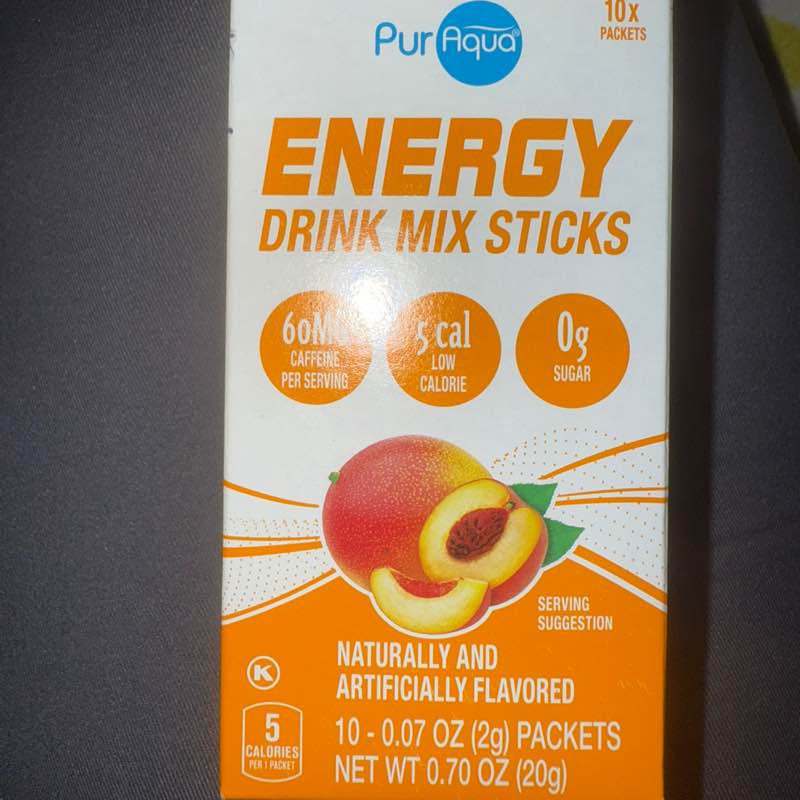 PurAqua®
10x
PACKETS
ENERGY
DRINK MIX STICKS
60MG
CAFFEINE
PER SERVING
5 cal
LOW
CALORIE
0g
SUGAR
SERVING
SUGGESTION
NATURALLY AND
ARTIFICIALLY FLAVORED
K
5
CALORIES
PER 1 PACKET
10 - 0.07 OZ (2g) PACKETS
NET WT 0.70 OZ (20g)